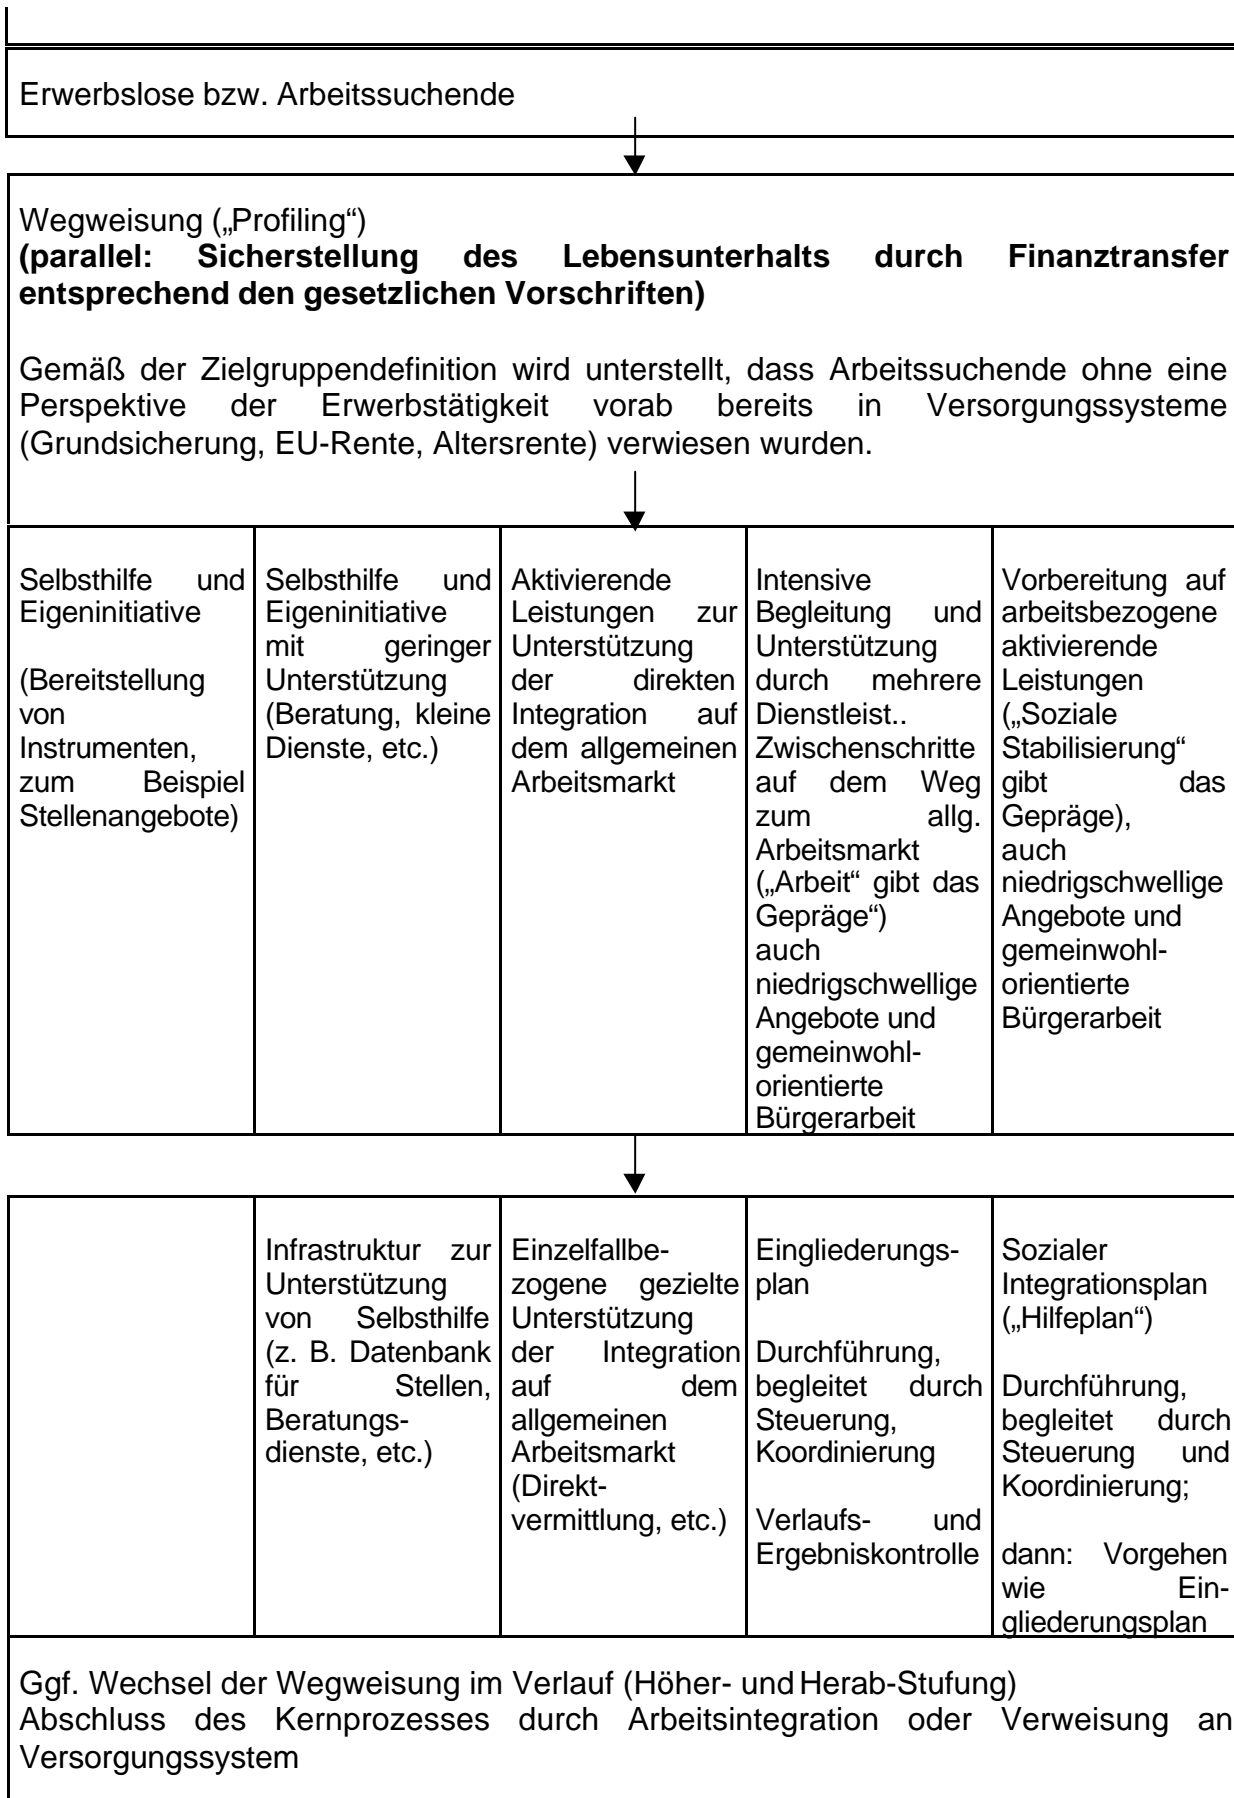 Erwerbslose bzw. Arbeitssuchende
Wegweisung („Profiling“)
(parallel: Sicherstellung des Lebensunterhalts durch Finanztransfer
entsprechend den gesetzlichen Vorschriften)
Gemäß der Zielgruppendefinition wird unterstellt, dass Arbeitssuchende ohne eine
Perspektive der Erwerbstätigkeit vorab bereits in Versorgungssysteme
(Grundsicherung, EU-Rente, Altersrente) verwiesen wurden.
Selbsthilfe und
Eigeninitiative
(Bereitstellung
von
Instrumenten,
zum Beispiel
Stellenangebote)
Selbsthilfe und
Eigeninitiative
mit geringer
Unterstützung
(Beratung, kleine
Dienste, etc.)
Aktivierende
Leistungen zur
Unterstützung
der direkten
Integration auf
dem allgemeinen
Arbeitsmarkt
Intensive
Begleitung und
Unterstützung
durch mehrere
Dienstleist..
Zwischenschritte
auf dem Weg
zum allg.
Arbeitsmarkt
(„Arbeit“ gibt das
Gepräge“)
auch
niedrigschwellige
Angebote und
gemeinwohl-
orientierte
Bürgerarbeit
Vorbereitung auf
arbeitsbezogene
aktivierende
Leistungen
(„Soziale
Stabilisierung“
gibt das
Gepräge),
auch
niedrigschwellige
Angebote und
gemeinwohl-
orientierte
Bürgerarbeit
Infrastruktur zur
Unterstützung
von Selbsthilfe
(z. B. Datenbank
für Stellen,
Beratungs-
dienste, etc.)
Einzelfallbe-
zogene gezielte
Unterstützung
der Integration
auf dem
allgemeinen
Arbeitsmarkt
(Direkt-
vermittlung, etc.)
Eingliederungs-
plan
Durchführung,
begleitet durch
Steuerung,
Koordinierung
Verlaufs- und
Ergebniskontrolle
Sozialer
Integrationsplan
(„Hilfeplan“)
Durchführung,
begleitet durch
Steuerung und
Koordinierung;
dann: Vorgehen
wie Ein-
gliederungsplan
Ggf. Wechsel der Wegweisung im Verlauf (Höher- und Herab-Stufung)
Abschluss des Kernprozesses durch Arbeitsintegration oder Verweisung an
Versorgungssystem